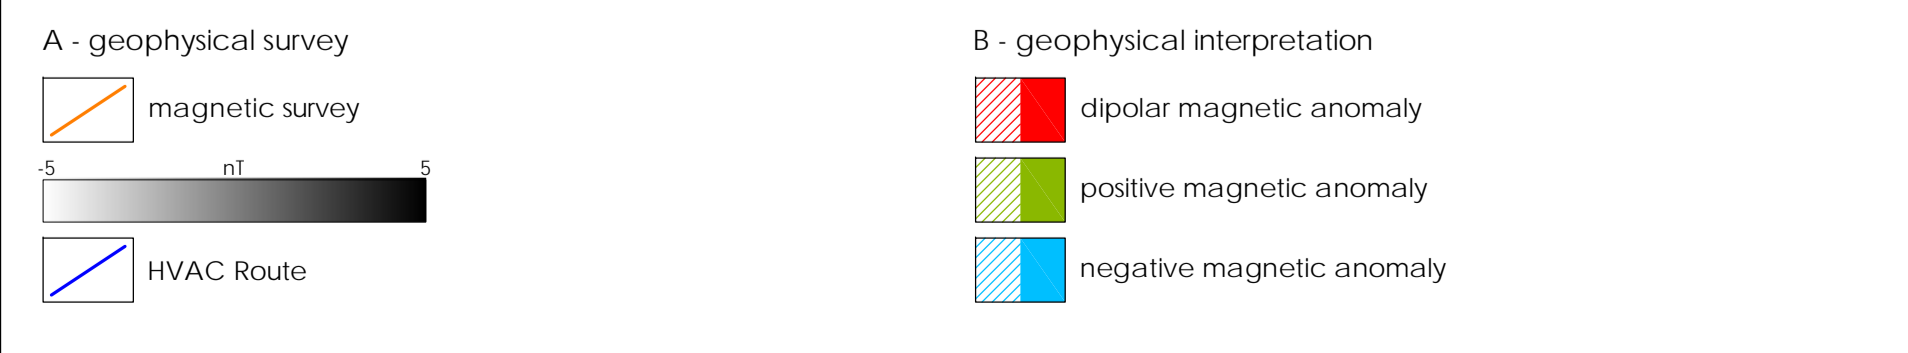 A - geophysical survey
magnetic survey
-5 nT 5
HVAC Route
B - geophysical interpretation
dipolar magnetic anomaly
positive magnetic anomaly
negative magnetic anomaly